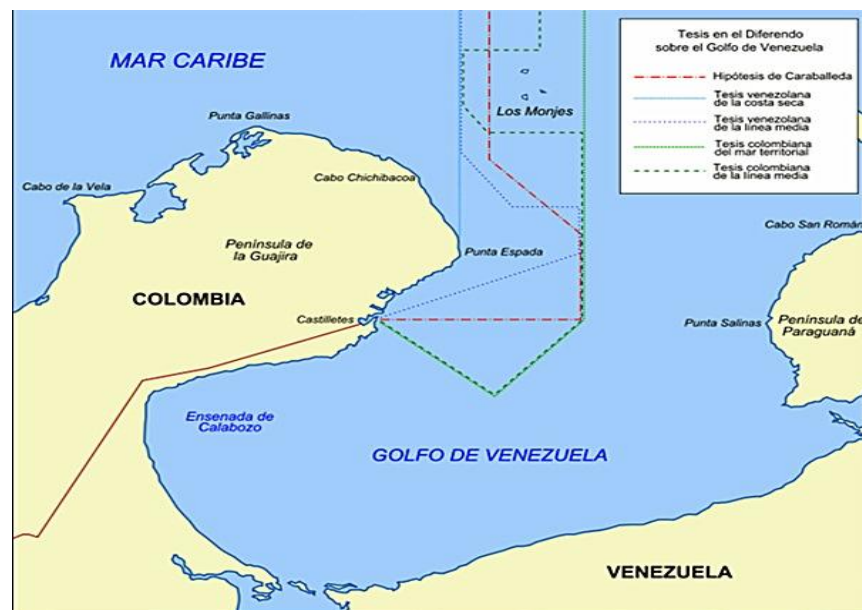 Tesis en el Diferendo
sobre el Golfo de Venezuela
Hipótesis de Caraballeda
Tesis venezolana
de la costa seca
Tesis venezolana
de la línea media
Tesis colombiana
del mar territorial
Tesis colombiana
de la línea media
MAR CARIBE
Punta Gallinas
Los Monjes
Cabo de la Vela
Cabo Chichibacoa
Península de
la Guajira
Punta Espada
Cabo San Román
COLOMBIA
Castilletes
Punta Salinas
Península de
Paraguaná
Ensenada de
Calabozo
GOLFO DE VENEZUELA
VENEZUELA